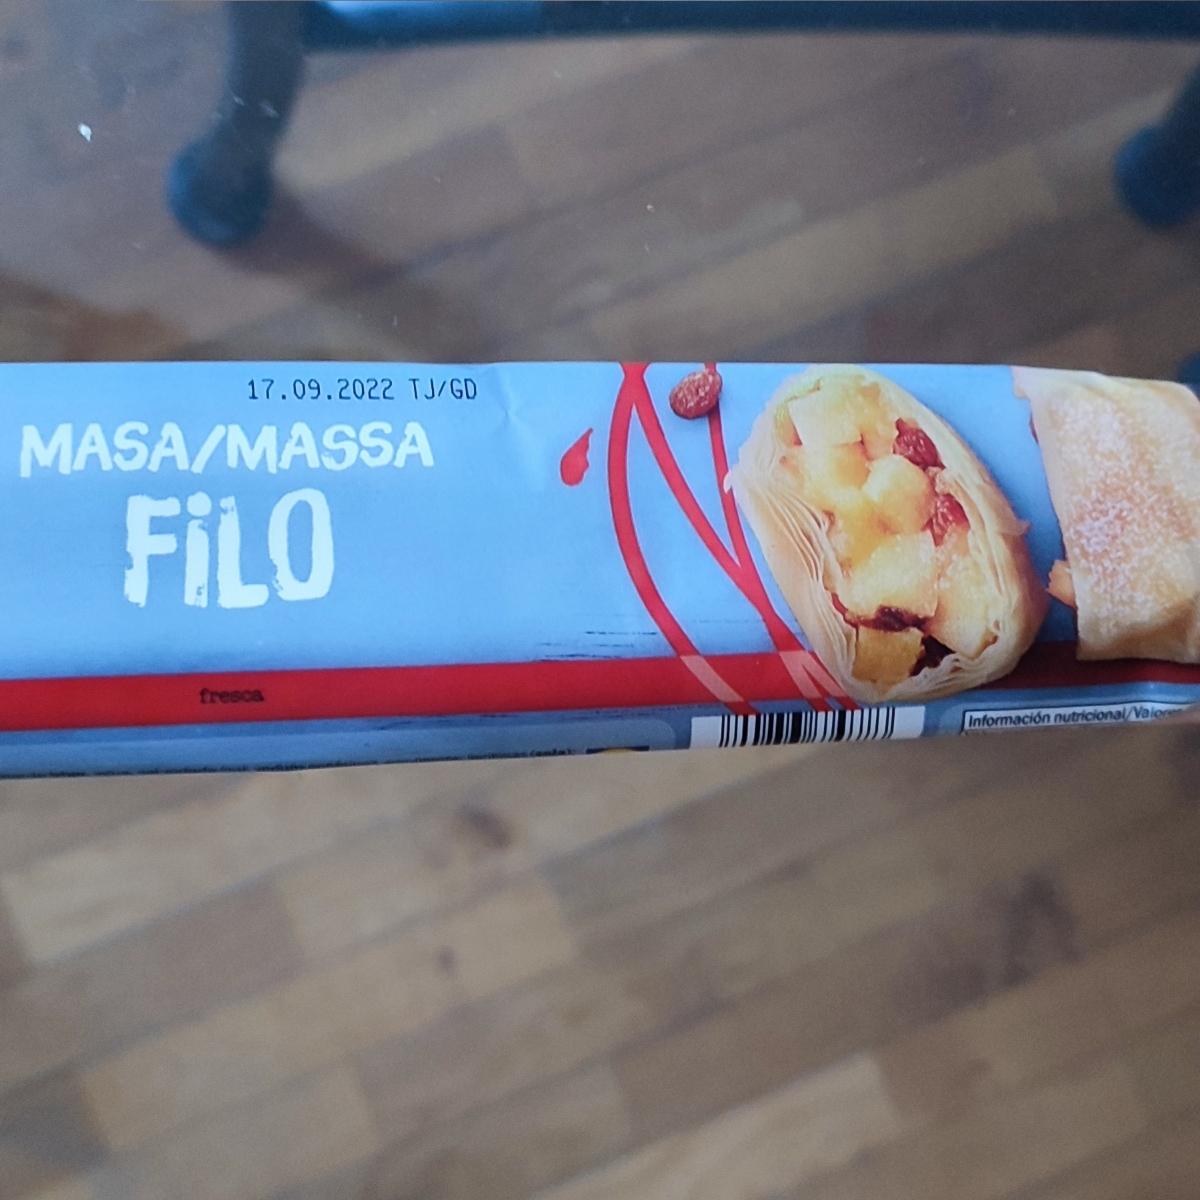 17.09.2022 TJ/GD
MASA/MASSA
FiLO
fresca
Información nutricional/Valores